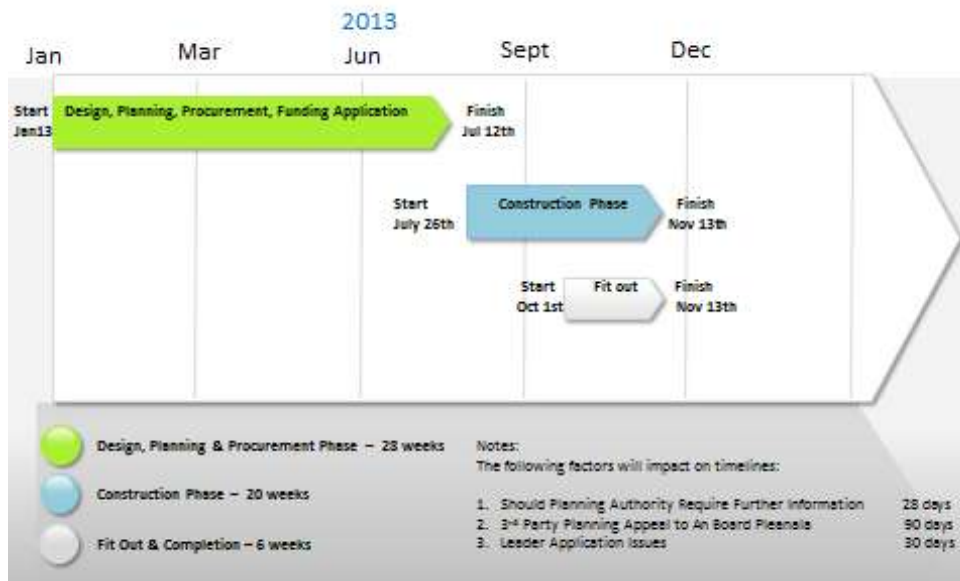 2013
Jan Mar Jun Sept Dec
Start
Jan13
Design, Planning, Procurement, Funding Application
Finish
Jul 12th
Start
July 26th
Construction Phase
Finish
Nov 13th
Start
Oct 1st
Fit out
Finish
Nov 13th
Design, Planning & Procurement Phase – 28 weeks
Construction Phase – 20 weeks
Fit Out & Completion – 6 weeks
Notes:
The following factors will impact on timelines:
1. Should Planning Authority Require Further Information 28 days
2. 3rd Party Planning Appeal to An Board Pleanala 90 days
3. Leader Application Issues 30 days